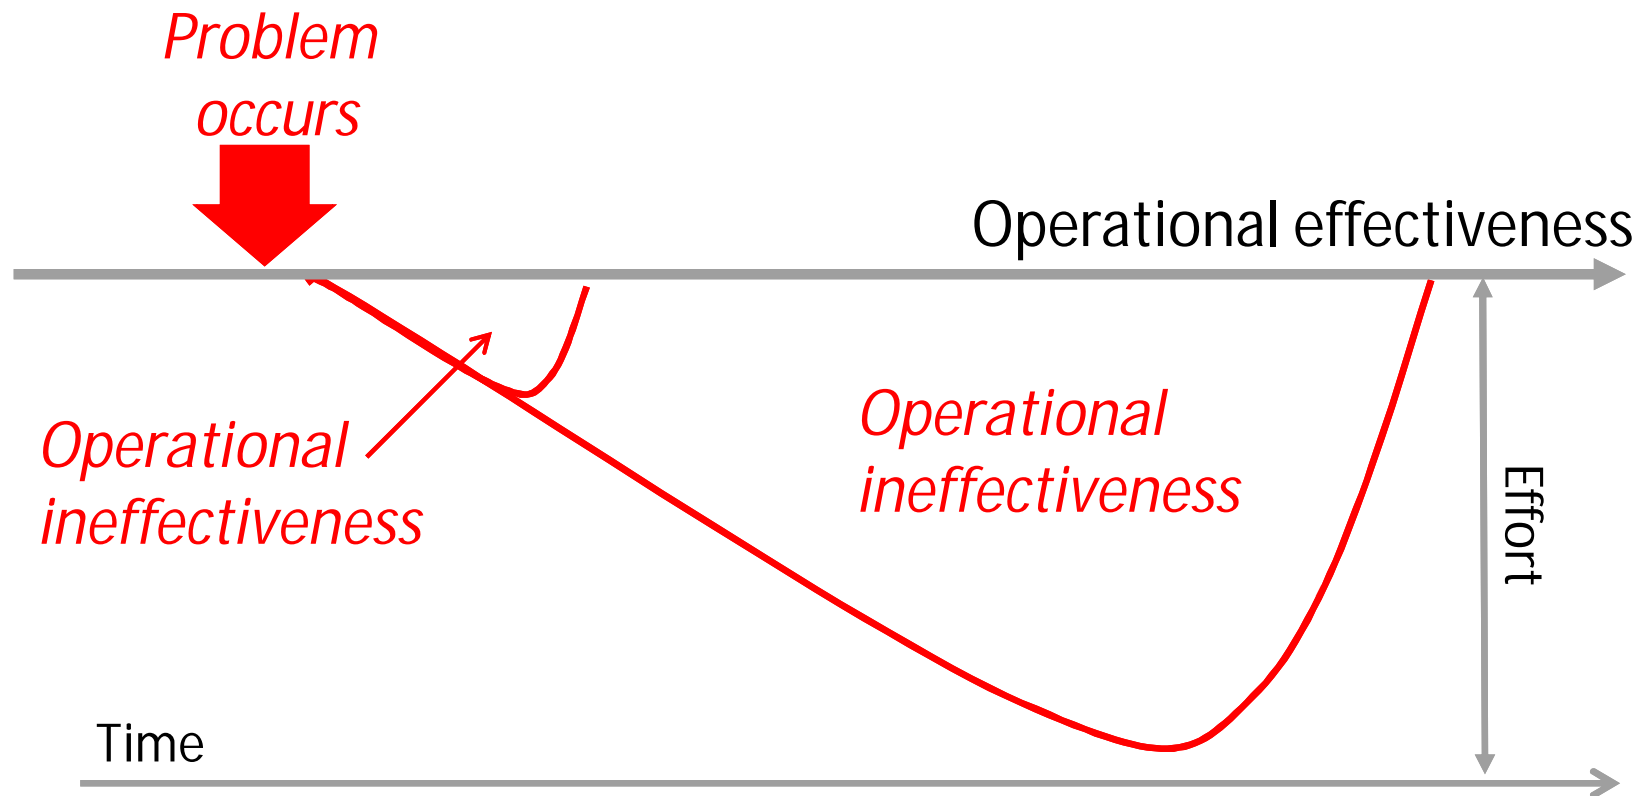 Problem
occurs
Operational effectiveness
Operational
ineffectiveness
Operational
ineffectiveness
Effort
Time